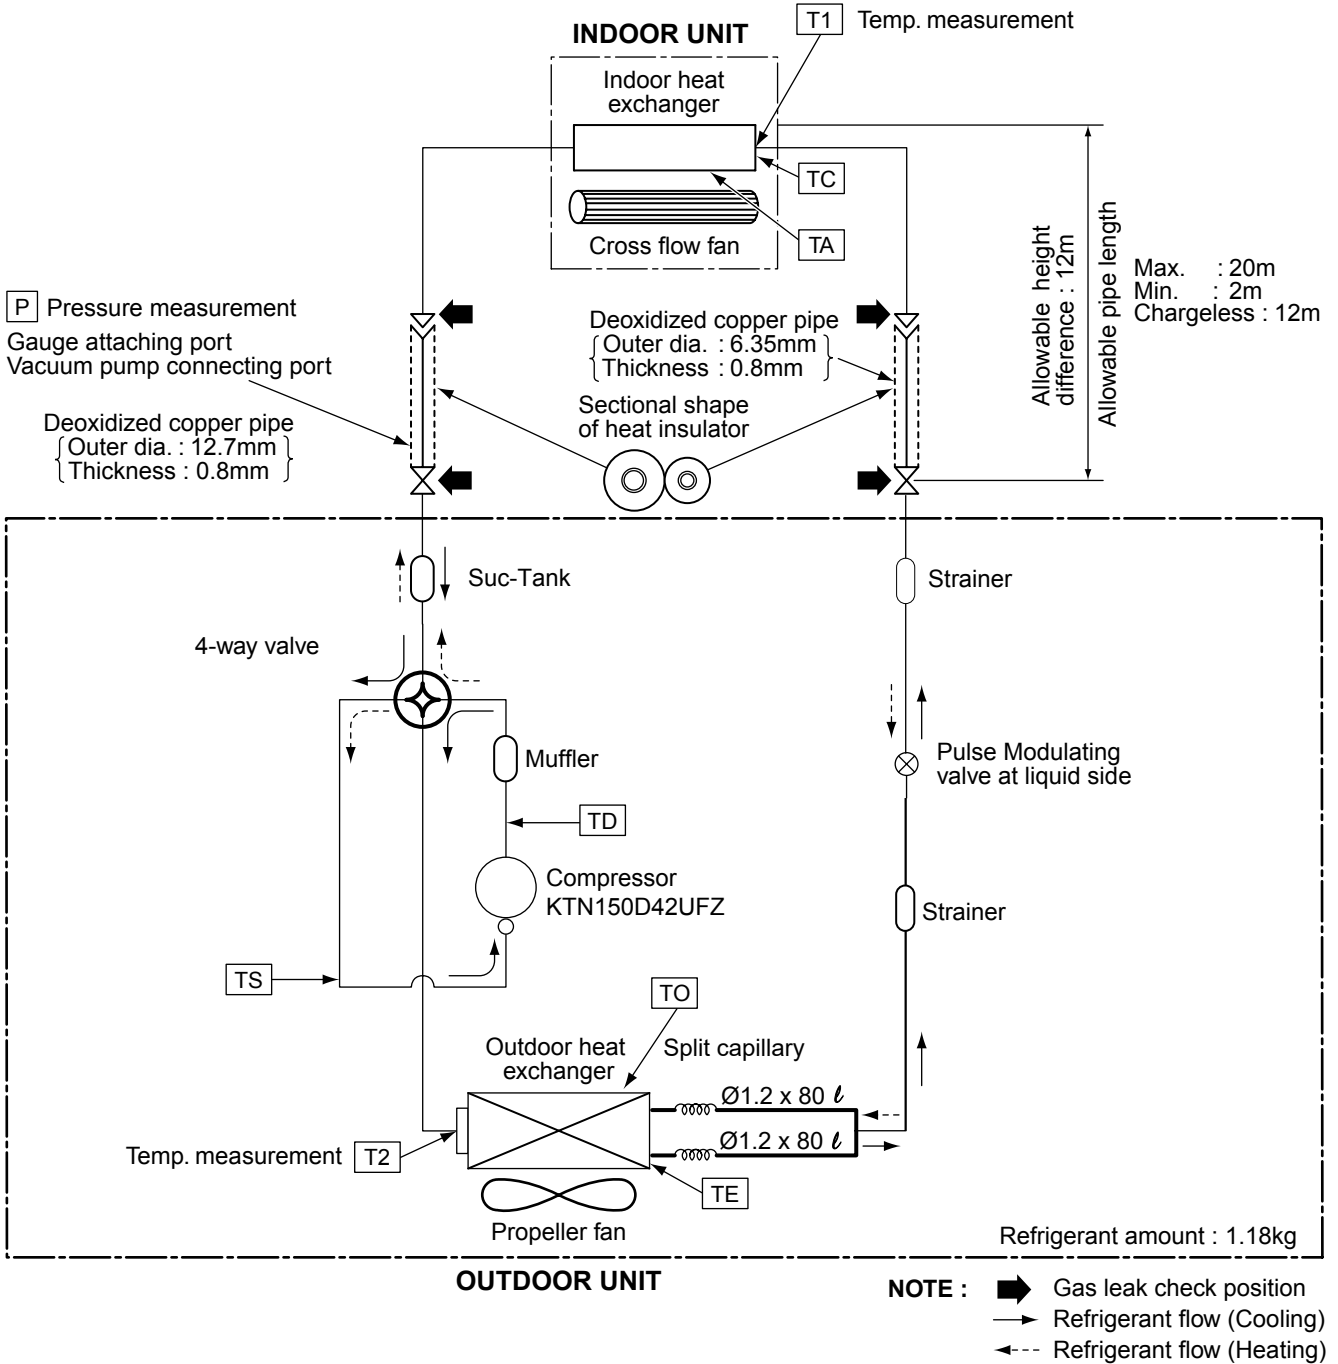 T1 Temp. measurement
INDOOR UNIT
Indoor heat
exchanger
TC
Cross flow fan
TA
Allowable height
difference : 12m
Allowable pipe length
Max. : 20m
Min. : 2m
Chargeless : 12m
P Pressure measurement
Gauge attaching port
Vacuum pump connecting port
Deoxidized copper pipe
Outer dia. : 12.7mm
Thickness : 0.8mm
Deoxidized copper pipe
Outer dia. : 6.35mm
Thickness : 0.8mm
Sectional shape
of heat insulator
Suc-Tank
Strainer
4-way valve
Muffler
Pulse Modulating
valve at liquid side
TD
Compressor
KTN150D42UFZ
Strainer
TS
TO
Outdoor heat
exchanger
Split capillary
Ø1.2 x 80 ℓ
Ø1.2 x 80 ℓ
Temp. measurement T2
TE
Propeller fan
Refrigerant amount : 1.18kg
OUTDOOR UNIT
NOTE :
Gas leak check position
Refrigerant flow (Cooling)
Refrigerant flow (Heating)